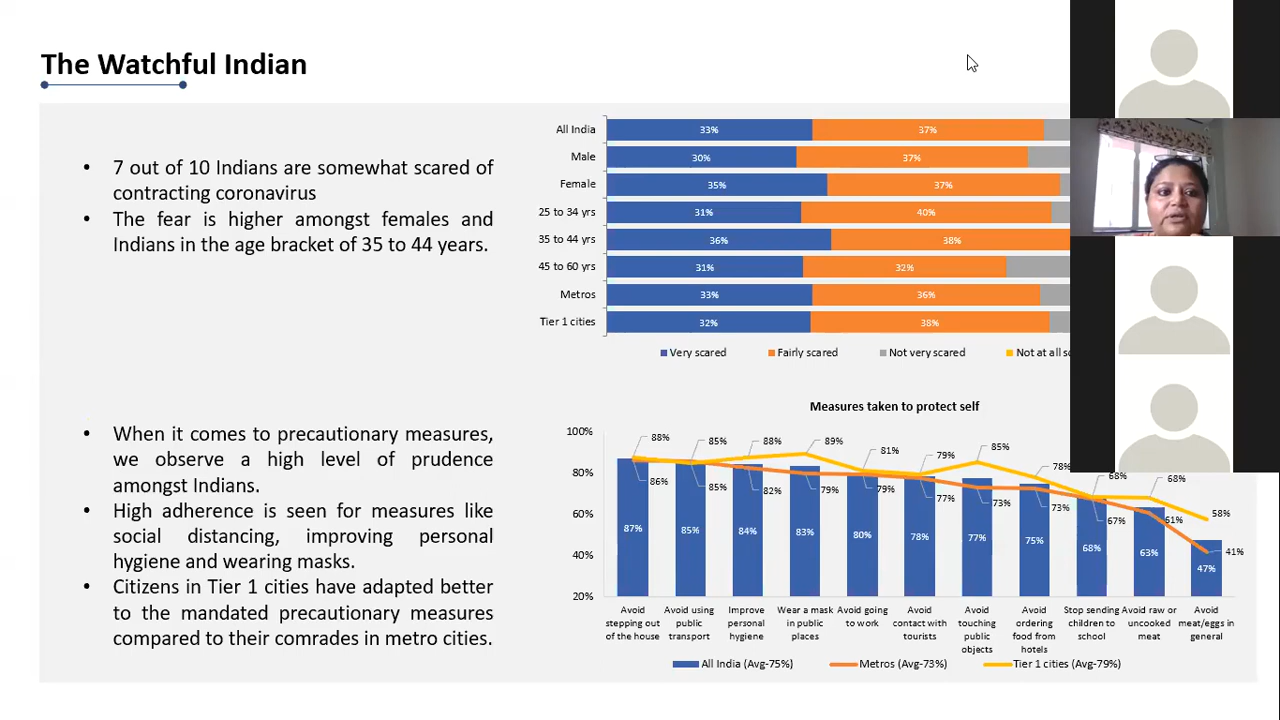 The Watchful Indian
• 7 out of 10 Indians are somewhat scared of
contracting coronavirus
• The fear is higher amongst females and
Indians in the age bracket of 35 to 44 years.
All India 33% 37%
Male 30% 37%
Female 35% 37%
25 to 34 yrs 31% 40%
35 to 44 yrs 36% 38%
45 to 60 yrs 31% 32%
Metros 33% 36%
Tier 1 cities 32% 38%
Very scared Fairly scared Not very scared Not at all
• When it comes to precautionary measures,
we observe a high level of prudence
amongst Indians.
• High adherence is seen for measures like
social distancing, improving personal
hygiene and wearing masks.
• Citizens in Tier 1 cities have adapted better
to the mandated precautionary measures
compared to their comrades in metro cities.
Measures taken to protect self
100%
80%
60%
40%
20%
88% 85% 88% 89% 81% 79% 85% 78% 68% 68% 58%
86% 85% 82% 79% 79% 77% 73% 73% 67% 61% 41%
87% 85% 84% 83% 80% 78% 77% 75% 68% 63% 47%
Avoid stepping out of the house
Avoid using public transport
Improve personal hygiene
Wear a mask in public places
Avoid going to work
Avoid contact with tourists
Avoid touching public objects
Avoid ordering food from hotels
Stop sending children to school
Avoid raw or uncooked meat
Avoid meat/eggs in general
All India (Avg-75%) Metros (Avg-73%) Tier 1 cities (Avg-79%)